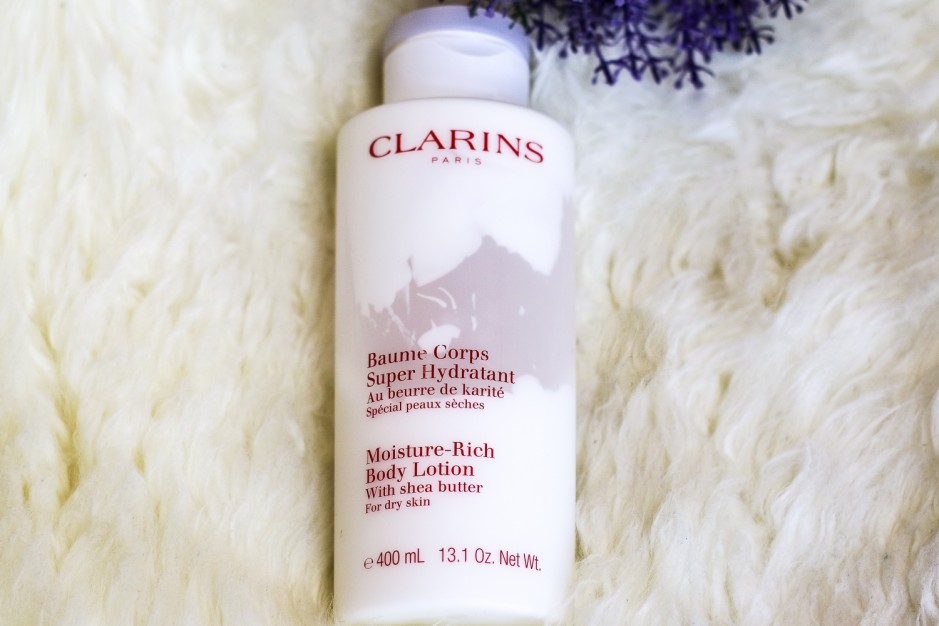 CLARINS
PARIS
Baume Corps
Super Hydratant
Au beurre de karité
Spécial peaux sèches
Moisture-Rich
Body Lotion
With shea butter
For dry skin
℮ 400 mL 13.1 Oz. Net Wt.